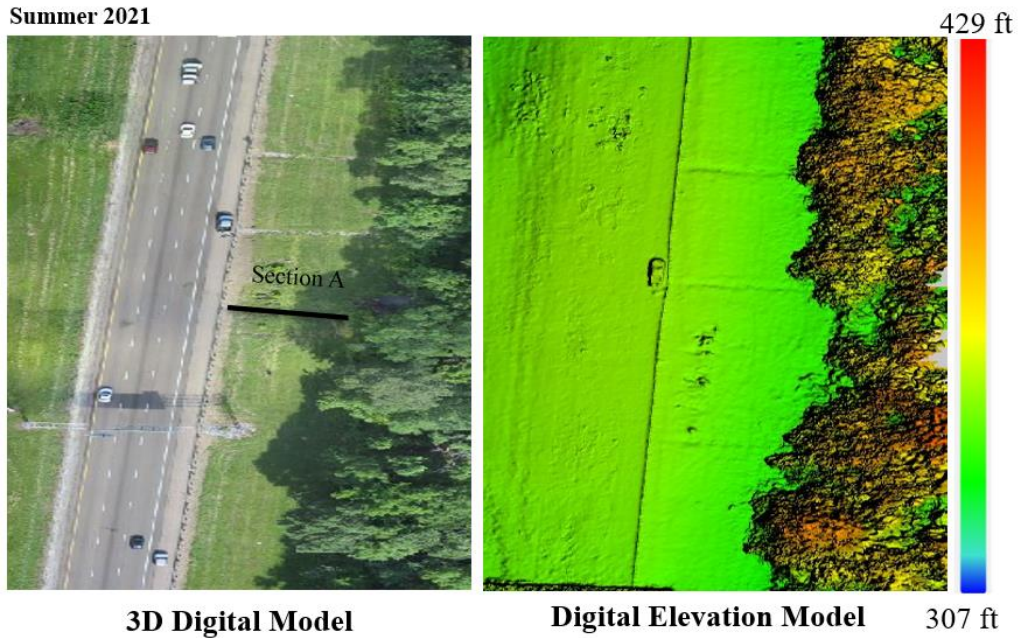 Summer 2021
429 ft
Section A
3D Digital Model
Digital Elevation Model
307 ft